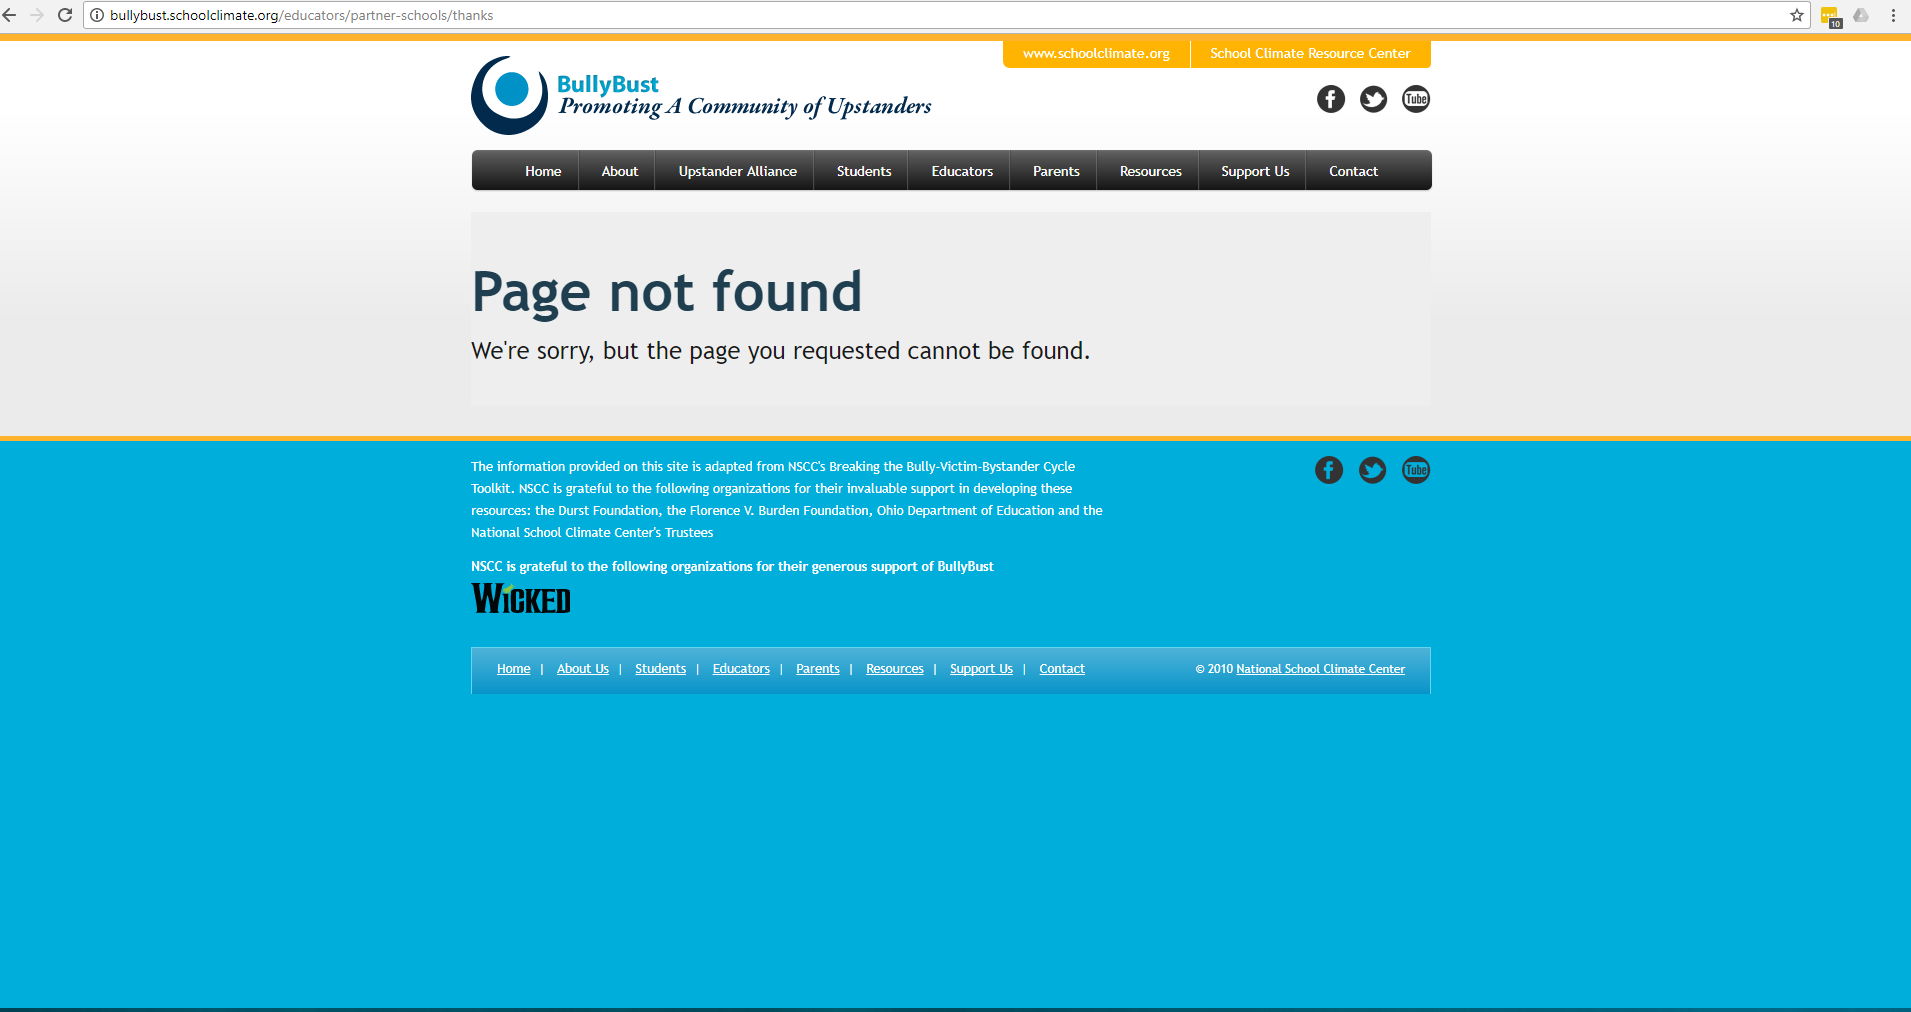 bullybust.schoolclimate.org/educators/partner-schools/thanks
10
www.schoolclimate.org School Climate Resource Center
BullyBust
Promoting A Community of Upstanders
Tube
Home About Upstander Alliance Students Educators Parents Resources Support Us Contact
Page not found
We're sorry, but the page you requested cannot be found.
The information provided on this site is adapted from NSCC's Breaking the Bully-Victim-Bystander Cycle
Toolkit. NSCC is grateful to the following organizations for their invaluable support in developing these
resources: the Durst Foundation, the Florence V. Burden Foundation, Ohio Department of Education and the
National School Climate Center's Trustees
Tube
NSCC is grateful to the following organizations for their generous support of BullyBust
WICKED
Home | About Us | Students | Educators | Parents | Resources | Support Us | Contact © 2010 National School Climate Center